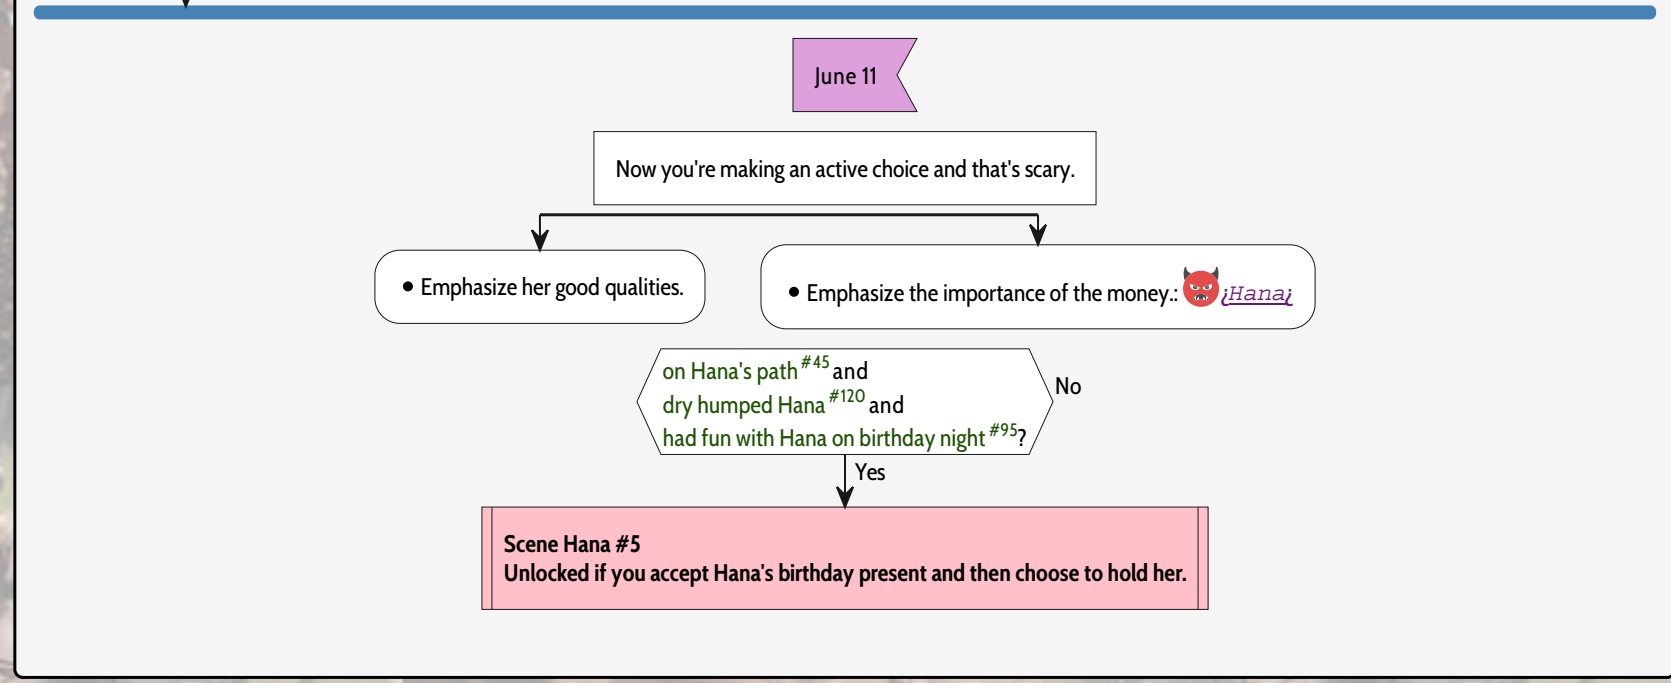 June 11
Now you're making an active choice and that's scary.
• Emphasize her good qualities.
• Emphasize the importance of the money.: ¿Hana¿
on Hana's path #45 and
dry humped Hana #120 and
had fun with Hana on birthday night #95?
No
Yes
Scene Hana #5
Unlocked if you accept Hana's birthday present and then choose to hold her.